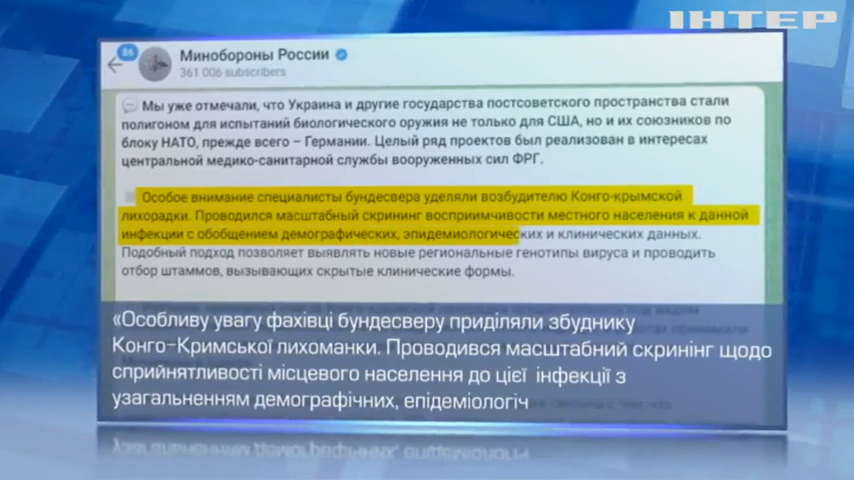 ІНТЕР
86
Минобороны России
361 006 subscribers
Мы уже отмечали, что Украина и другие государства постсоветского пространства стали
полигоном для испытаний биологического оружия не только для США, но и их союзников по
блоку НАТО, прежде всего – Германии. Целый ряд проектов был реализован в интересах
центральной медико-санитарной службы вооруженных сил ФРГ.
Особое внимание специалисты бундесвера уделяли возбудителю Конго-крымской
лихорадки. Проводился масштабный скрининг восприимчивости местного населения к данной
инфекции с обобщением демографических, эпидемиологических и клинических данных.
Подобный подход позволяет выявлять новые региональные генотипы вируса и проводить
отбор штаммов, вызывающих скрытые клинические формы.
«Особливу увагу фахівці бундесверу приділяли збуднику
Конго-Кримської лихоманки. Проводився масштабний скринінг щодо
сприйнятливості місцевого населення до цієї інфекції з
узагальненням демографічних, епідеміологіч